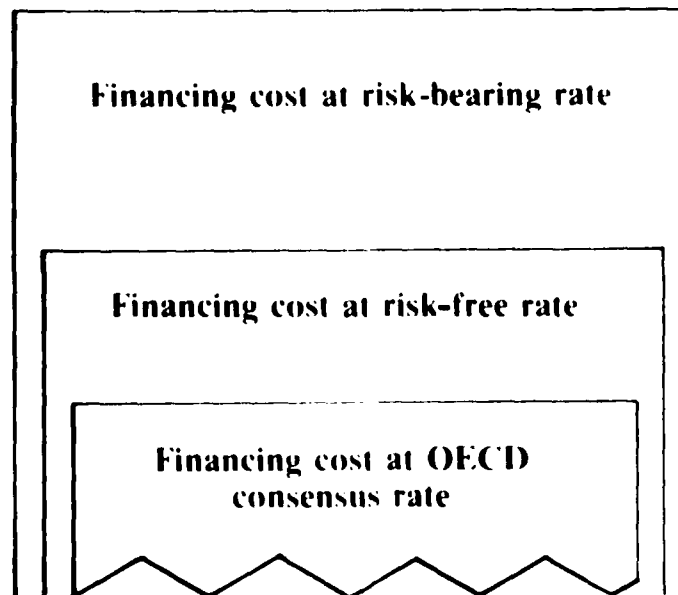 Financing cost at risk-bearing rate
Financing cost at risk-free rate
Financing cost at OECD
consensus rate